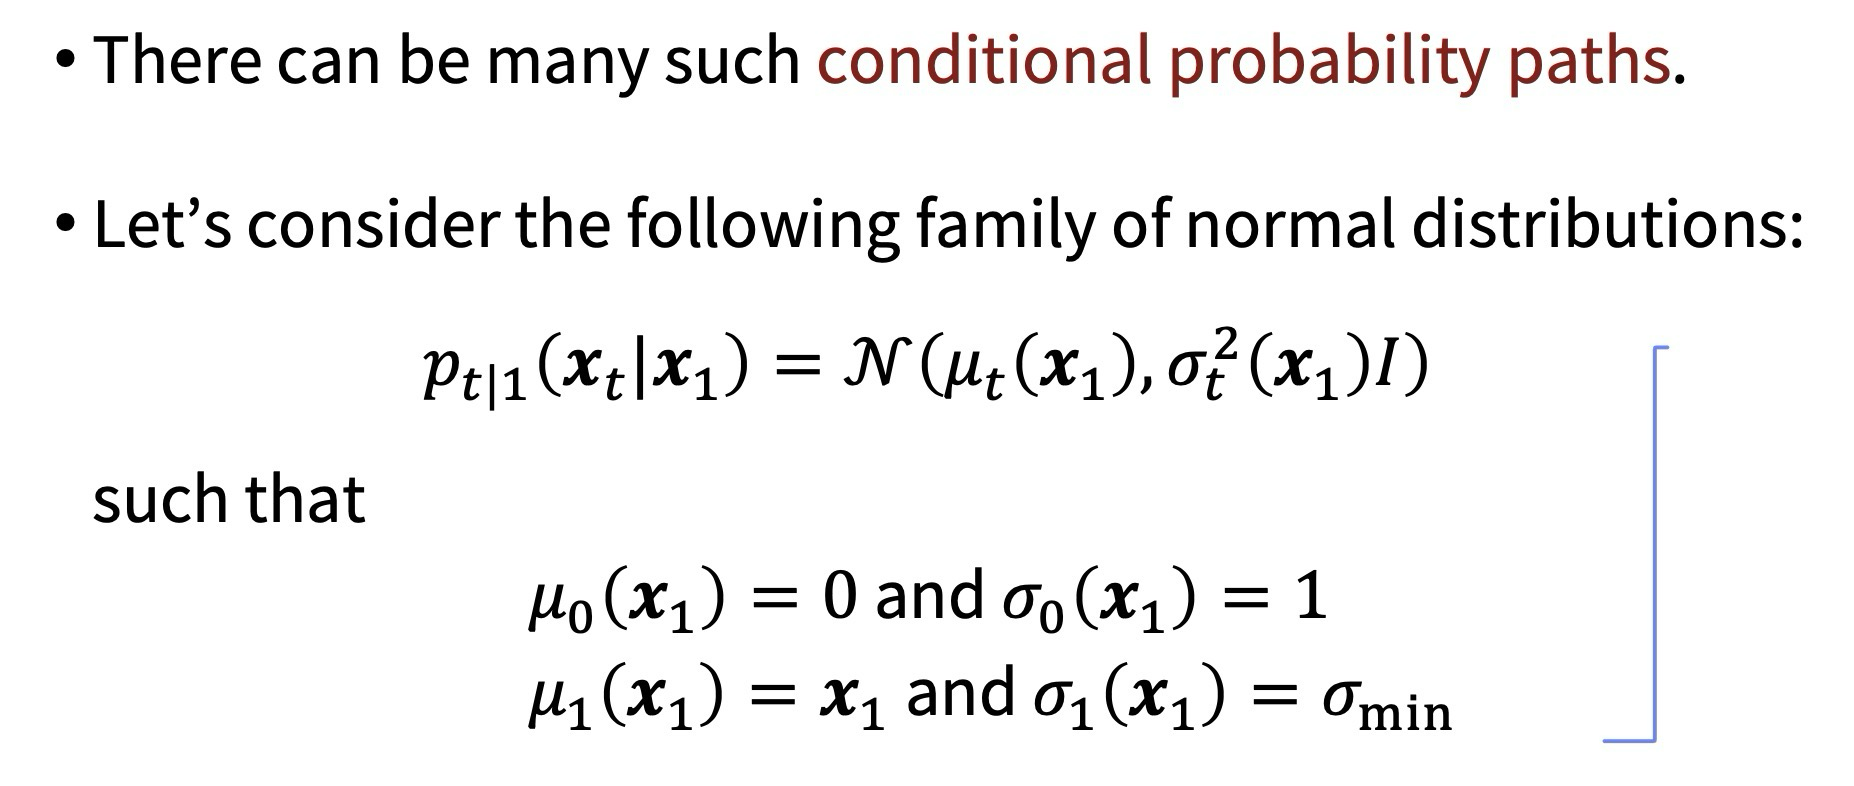 • There can be many such conditional probability paths.
• Let’s consider the following family of normal distributions:
$p_{t|1}(\boldsymbol{x}_t|\boldsymbol{x}_1) = \mathcal{N}(\mu_t(\boldsymbol{x}_1), \sigma_t^2(\boldsymbol{x}_1)I)$
such that
$\mu_0(\boldsymbol{x}_1) = 0$ and $\sigma_0(\boldsymbol{x}_1) = 1$
$\mu_1(\boldsymbol{x}_1) = \boldsymbol{x}_1$ and $\sigma_1(\boldsymbol{x}_1) = \sigma_{\min}$